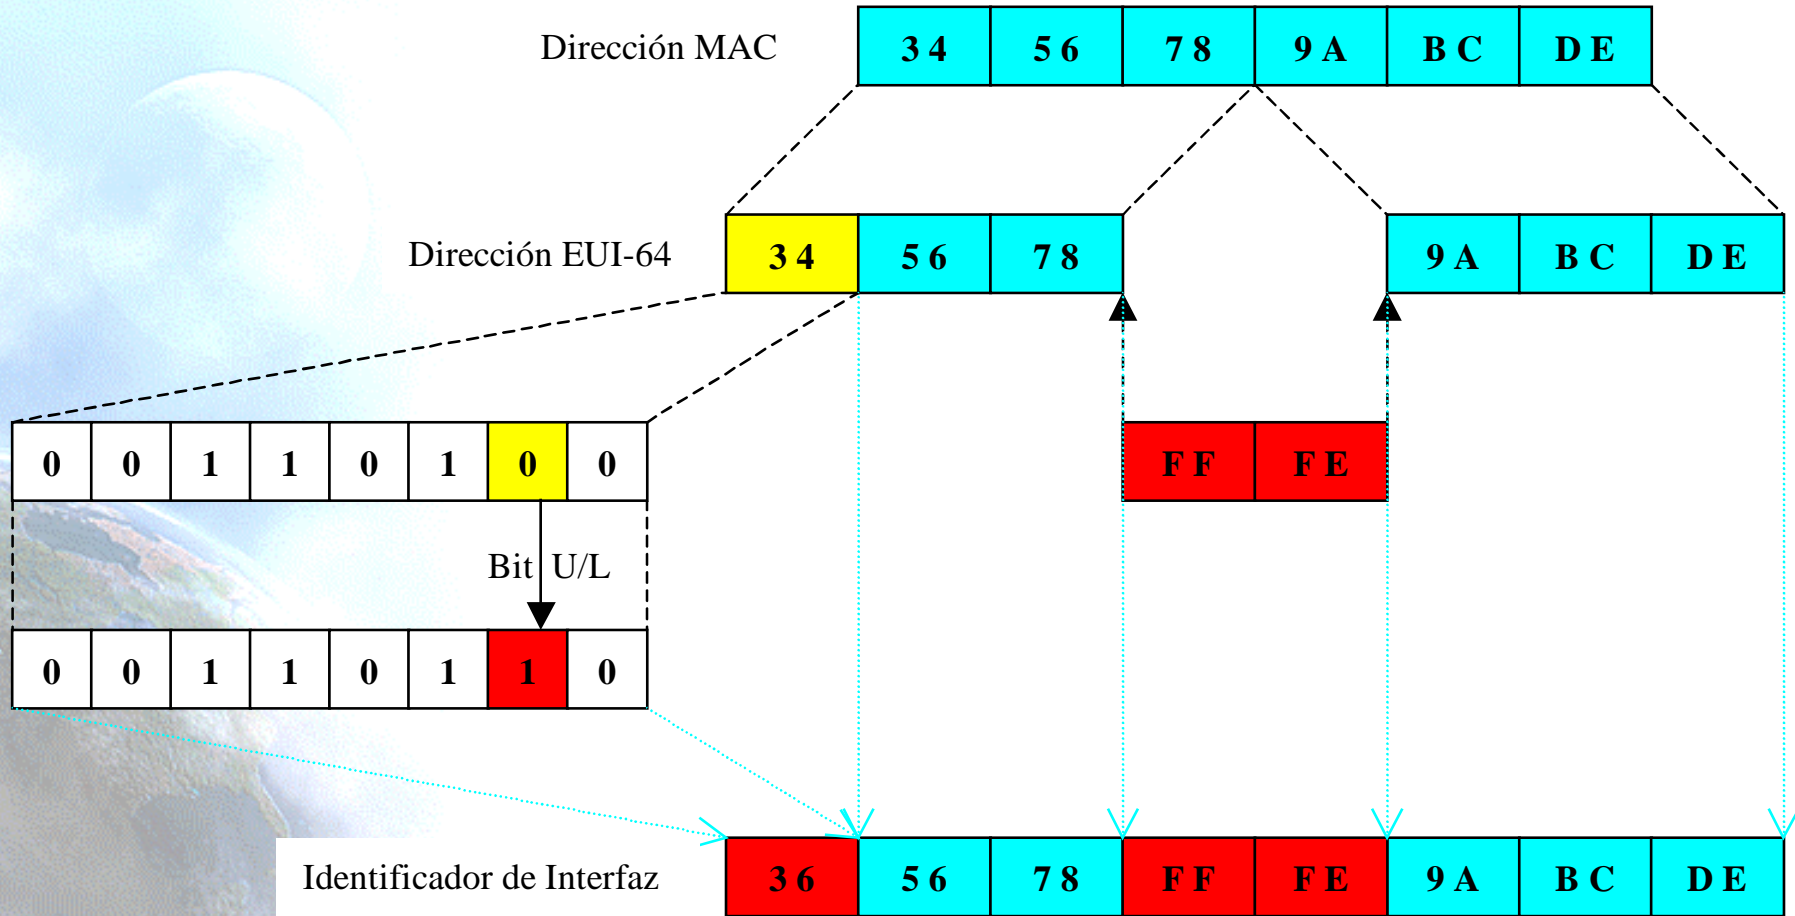 Dirección MAC 3 4 5 6 7 8 9 A B C D E
Dirección EUI-64 3 4 5 6 7 8 9 A B C D E
0 0 1 1 0 1 0 0 F F F E
Bit U/L
0 0 1 1 0 1 1 0
Identificador de Interfaz 3 6 5 6 7 8 F F F E 9 A B C D E